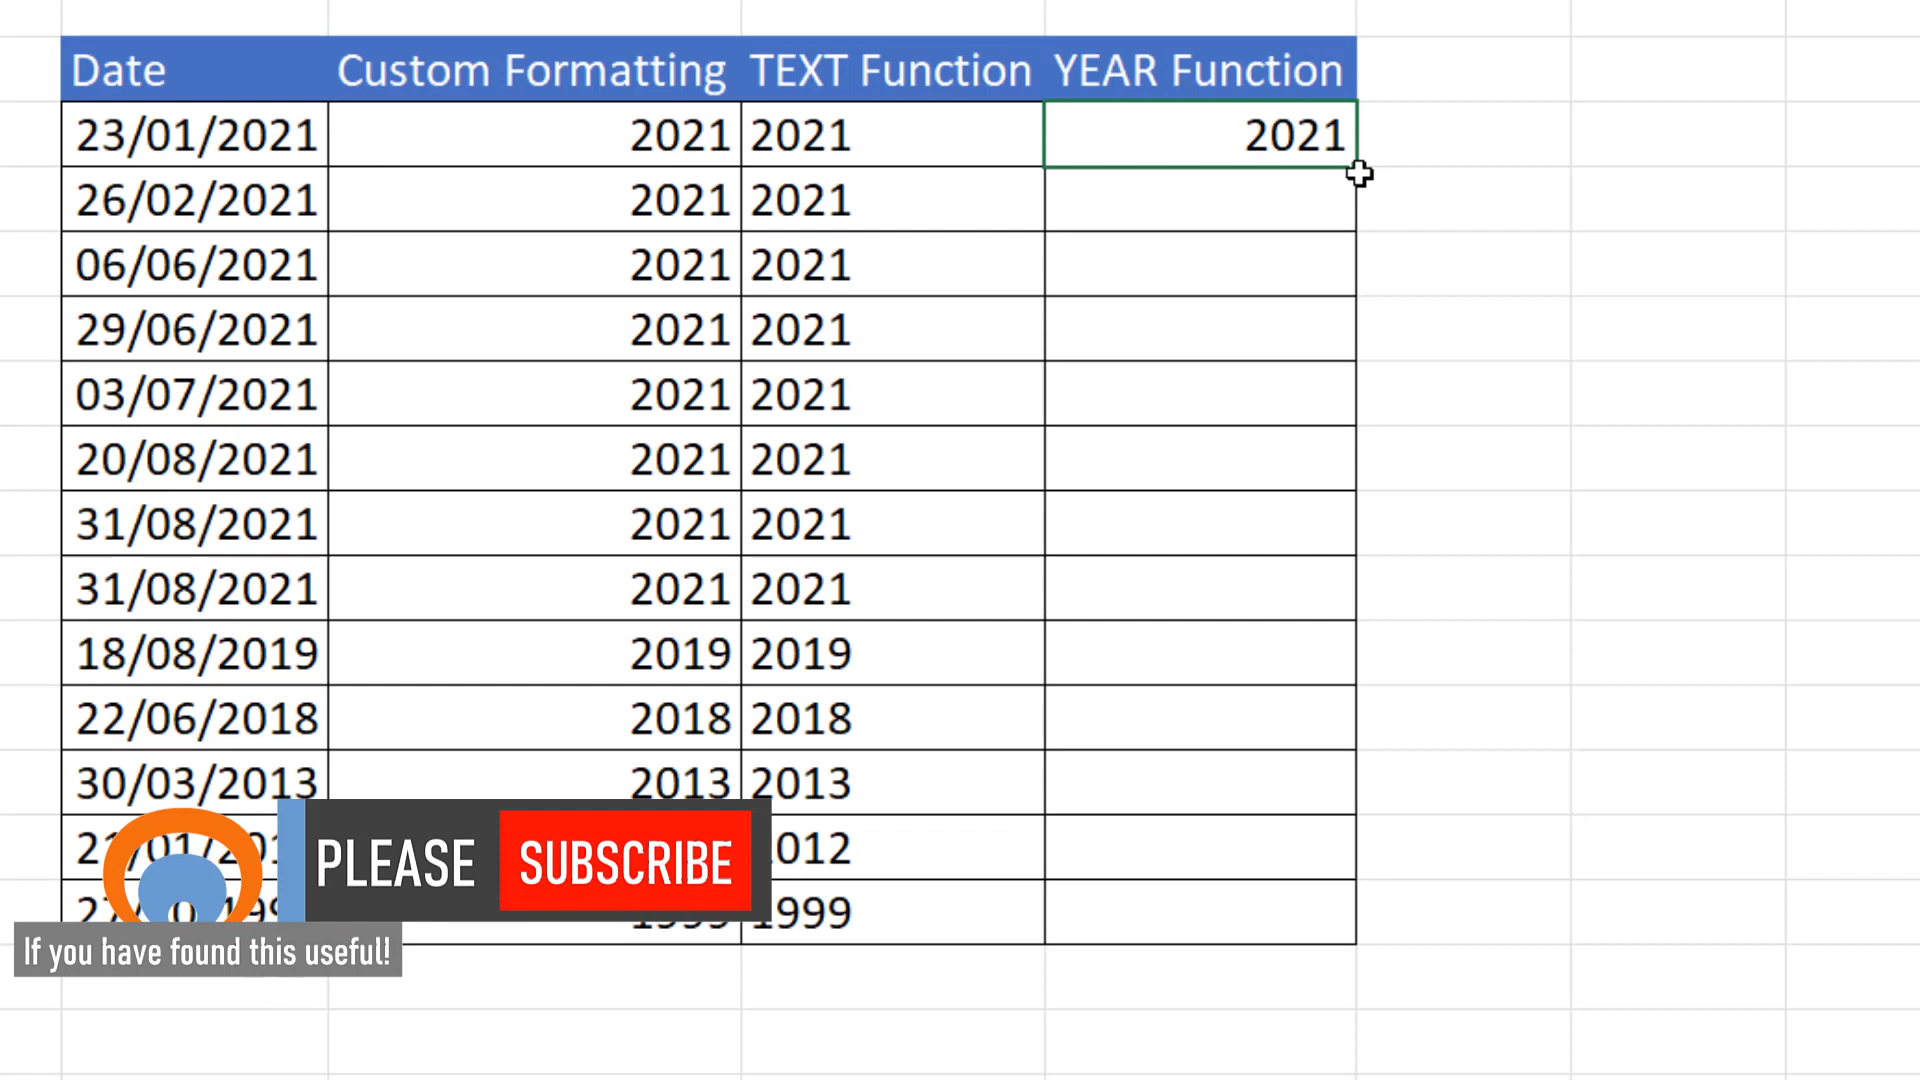 Date Custom Formatting TEXT Function YEAR Function
23/01/2021 2021 2021 2021
26/02/2021 2021 2021
06/06/2021 2021 2021
29/06/2021 2021 2021
03/07/2021 2021 2021
20/08/2021 2021 2021
31/08/2021 2021 2021
31/08/2021 2021 2021
18/08/2019 2019 2019
22/06/2018 2018 2018
30/03/2013 2013 2013
PLEASE SUBSCRIBE
If you have found this useful!